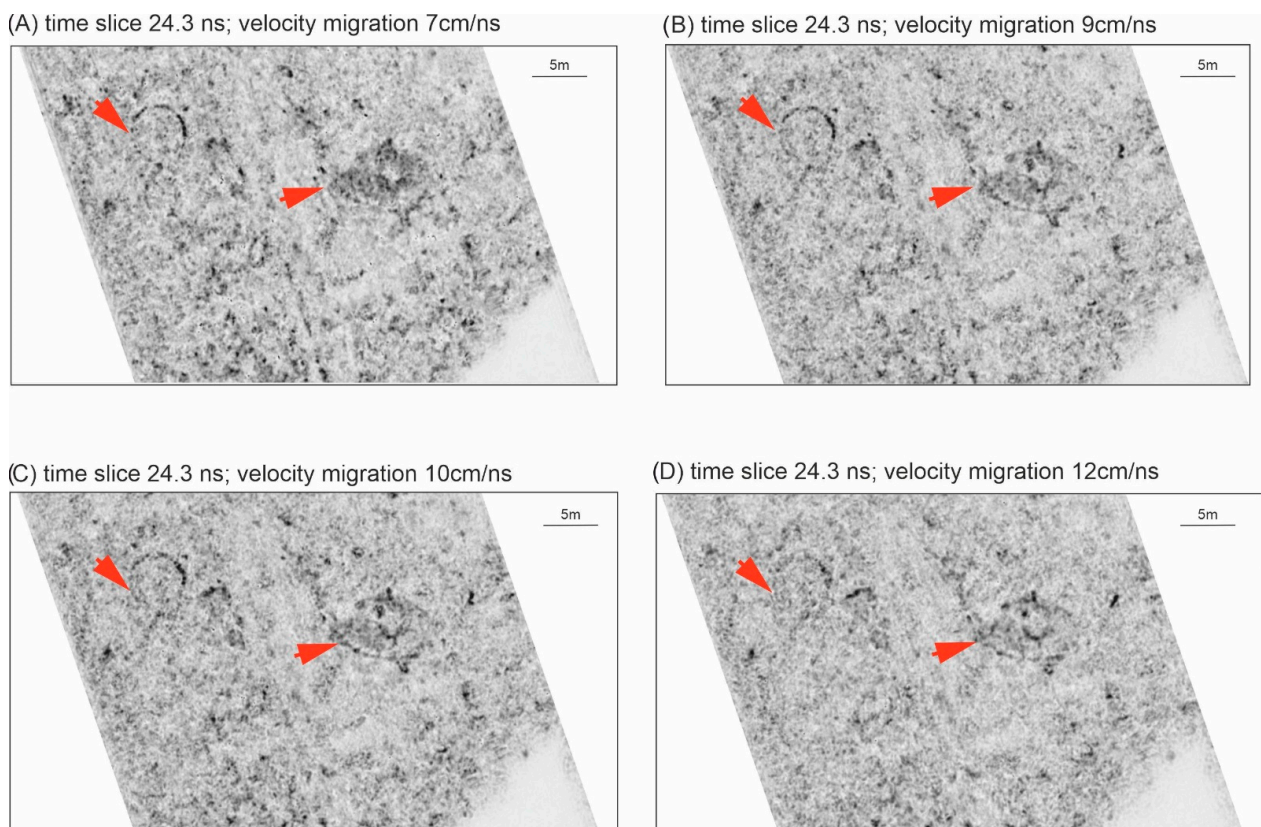 (A) time slice 24.3 ns; velocity migration 7cm/ns
5m
(B) time slice 24.3 ns; velocity migration 9cm/ns
5m
(C) time slice 24.3 ns; velocity migration 10cm/ns
5m
(D) time slice 24.3 ns; velocity migration 12cm/ns
5m